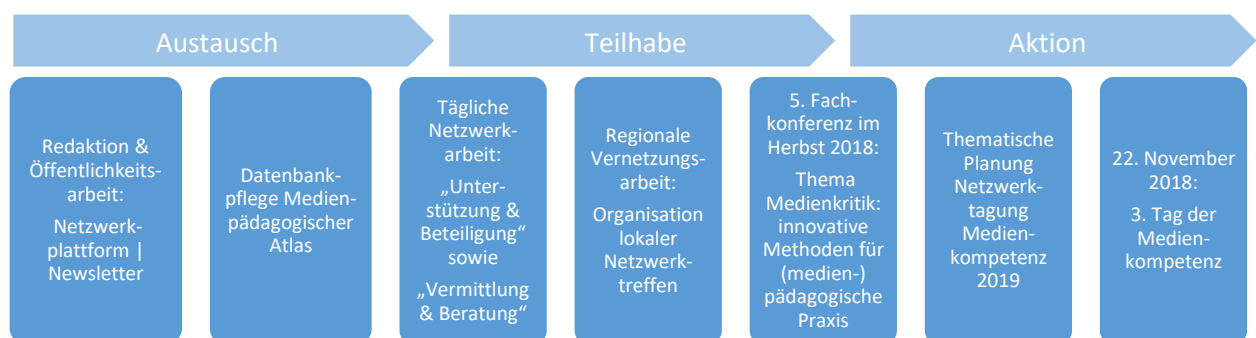 Austausch
Teilhabe
Aktion
Redaktion &
Öffentlichkeits-
arbeit:
Netzwerk-
plattform |
Newsletter
Datenbank-
pflege Medien-
pädagogischer
Atlas
Tägliche
Netzwerk-
arbeit:
„Unter-
stützung &
Beteiligung“
sowie
„Vermittlung
& Beratung“
Regionale
Vernetzungs-
arbeit:
Organisation
lokaler
Netzwerk-
treffen
5. Fach-
konferenz im
Herbst 2018:
Thema
Medienkritik:
innovative
Methoden für
(medien-)
pädagogische
Praxis
Thematische
Planung
Netzwerk-
tagung
Medien-
kompetenz
2019
22. November
2018:
3. Tag der
Medien-
kompetenz